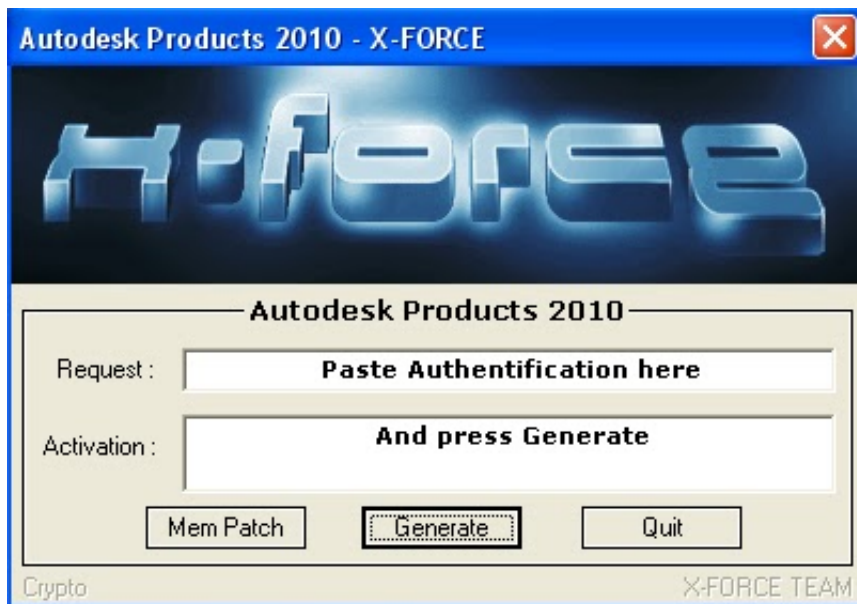 Autodesk Products 2010 - X-FORCE
x-force
Autodesk Products 2010
Request :
Paste Authentification here
Activation :
And press Generate
Mem Patch
Generate
Quit
Crypto
X-FORCE TEAM